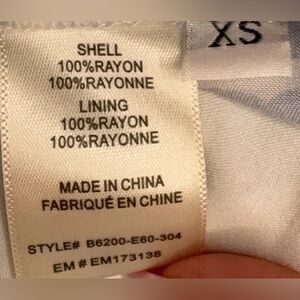 XS
SHELL
100%RAYON
100%RAYONNE
LINING
100%RAYON
100%RAYONNE
MADE IN CHINA
FABRIQUÉ EN CHINE
STYLE# B6200-E60-304
EM # EM173138